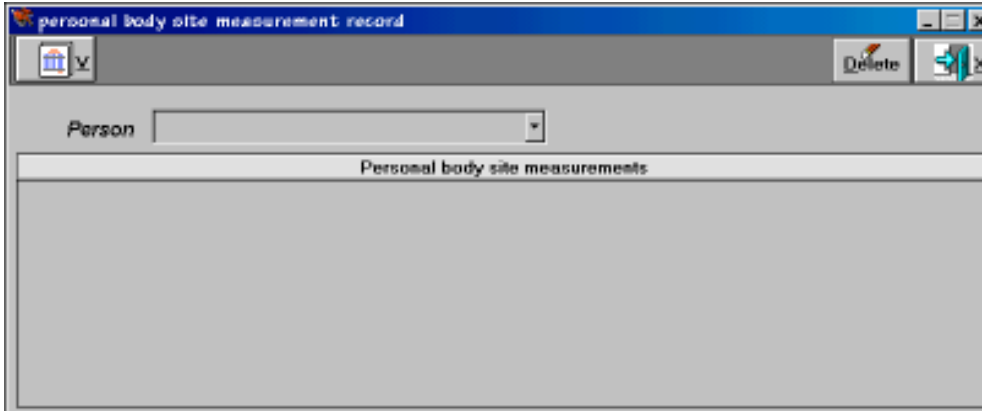 personal body site measurement record
V
Delete
Person
Personal body site measurements